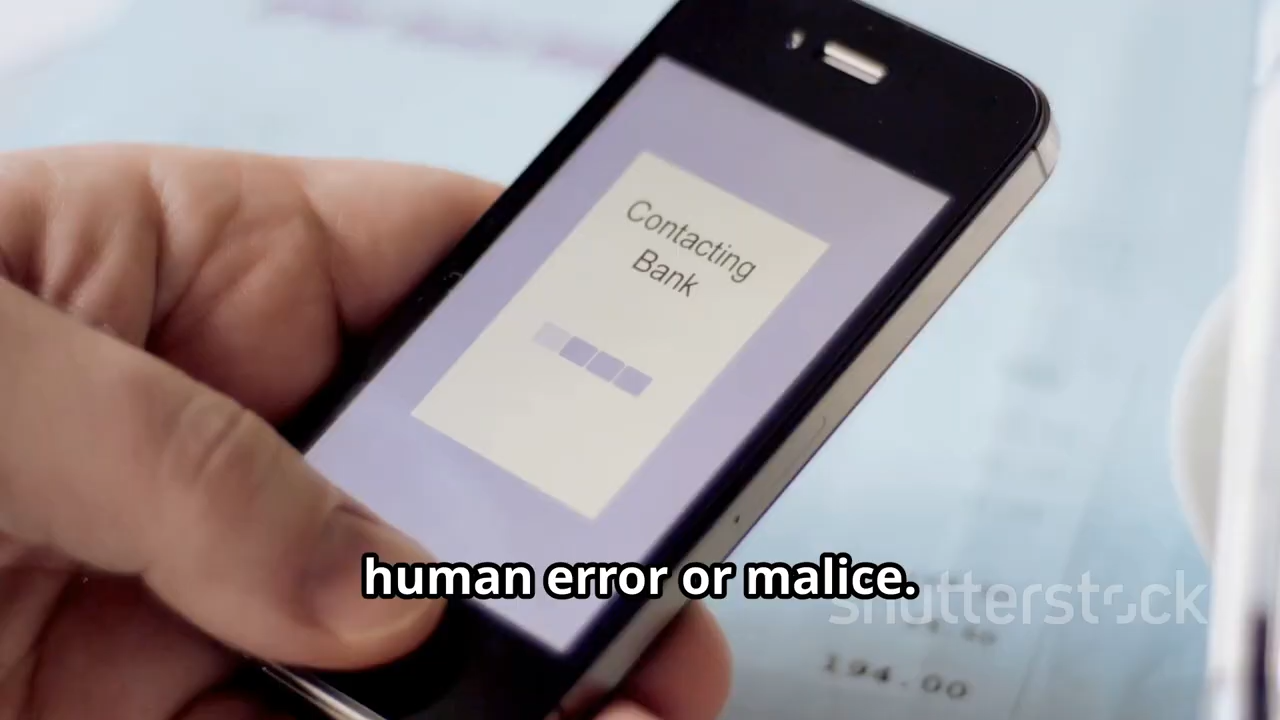 Contacting
Bank
human error or malice.
shutterstock
194.00